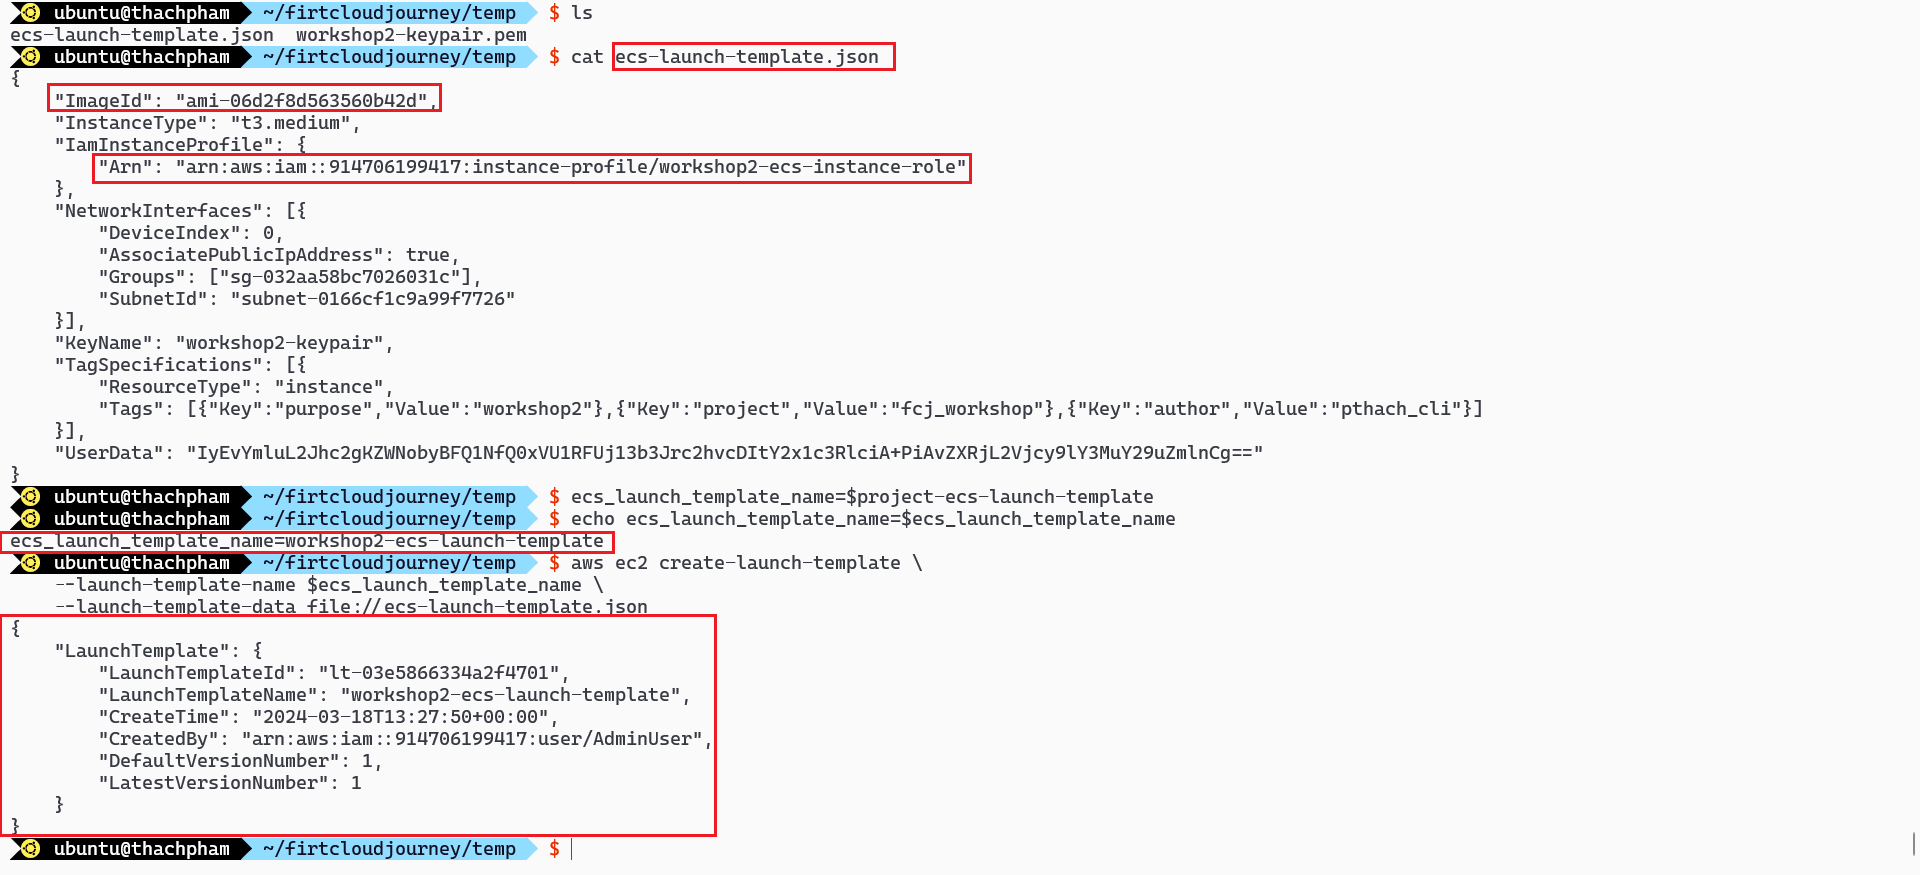 ubuntu@thachpham ~/firtcloudjourney/temp $ ls
ecs-launch-template.json  workshop2-keypair.pem
ubuntu@thachpham ~/firtcloudjourney/temp $ cat ecs-launch-template.json
{
    "ImageId": "ami-06d2f8d563560b42d",
    "InstanceType": "t3.medium",
    "IamInstanceProfile": {
        "Arn": "arn:aws:iam::914706199417:instance-profile/workshop2-ecs-instance-role"
    },
    "NetworkInterfaces": [{
        "DeviceIndex": 0,
        "AssociatePublicIpAddress": true,
        "Groups": ["sg-032aa58bc7026031c"],
        "SubnetId": "subnet-0166cf1c9a99f7726"
    }],
    "KeyName": "workshop2-keypair",
    "TagSpecifications": [{
        "ResourceType": "instance",
        "Tags": [{"Key":"purpose","Value":"workshop2"},{"Key":"project","Value":"fcj_workshop"},{"Key":"author","Value":"pthach_cli"}]
    }],
    "UserData": "IyEvYmluL2Jhc2gKZWNobyBFQ1NfQ0xVU1RFUj13b3Jrc2hvcDItY2x1c3RlciA+PiAvZXRjL2Vjcy9lY3MuY29uZmlnCg=="
}
ubuntu@thachpham ~/firtcloudjourney/temp $ ecs_launch_template_name=$project-ecs-launch-template
ubuntu@thachpham ~/firtcloudjourney/temp $ echo ecs_launch_template_name=$ecs_launch_template_name
ecs_launch_template_name=workshop2-ecs-launch-template
ubuntu@thachpham ~/firtcloudjourney/temp $ aws ec2 create-launch-template \
    --launch-template-name $ecs_launch_template_name \
    --launch-template-data file://ecs-launch-template.json
{
    "LaunchTemplate": {
        "LaunchTemplateId": "lt-03e5866334a2f4701",
        "LaunchTemplateName": "workshop2-ecs-launch-template",
        "CreateTime": "2024-03-18T13:27:50+00:00",
        "CreatedBy": "arn:aws:iam::914706199417:user/AdminUser",
        "DefaultVersionNumber": 1,
        "LatestVersionNumber": 1
    }
}
ubuntu@thachpham ~/firtcloudjourney/temp $